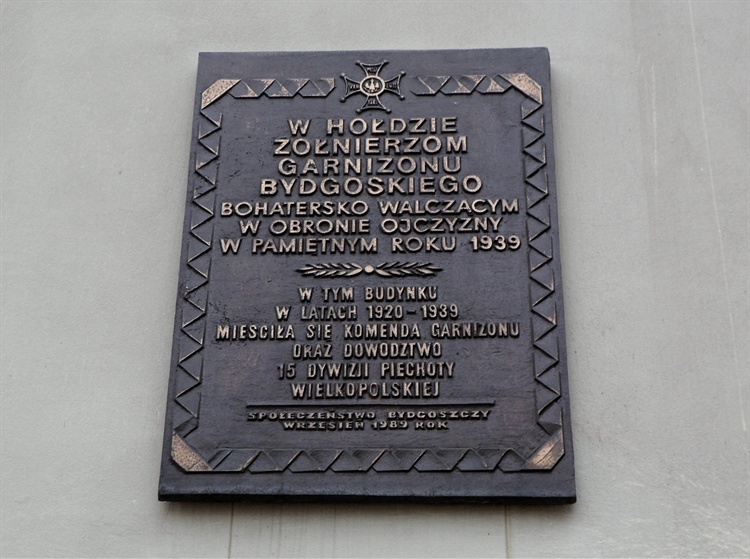 W HOŁDZIE
ŻOŁNIERZOM
GARNIZONU
BYDGOSKIEGO
BOHATERSKO WALCZĄCYM
W OBRONIE OJCZYZNY
W PAMIĘTNYM ROKU 1939
W TYM BUDYNKU
W LATACH 1920-1939
MIEŚCIŁA SIĘ KOMENDA GARNIZONU
ORAZ DOWÓDZTWO
15 DYWIZJI PIECHOTY
WIELKOPOLSKIEJ
SPOŁECZEŃSTWO BYDGOSZCZY
WRZESIEŃ 1989 ROK